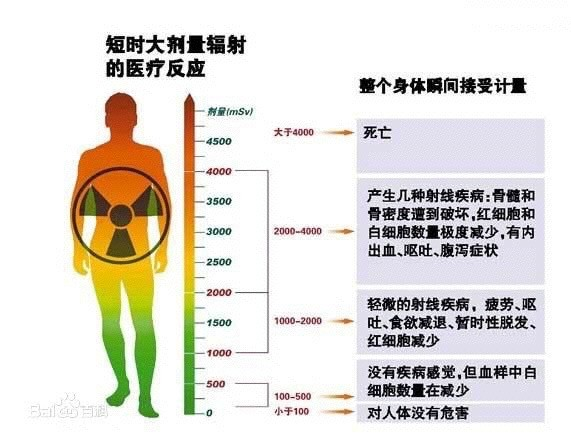 短时大剂量辐射
的医疗反应
整个身体瞬间接受计量
剂量(mSv)
4500
4000
3500
3000
2500
2000
1500
1000
500
0
大于4000
死亡
2000-4000
产生几种射线疾病:骨髓和
骨密度遭到破坏,红细胞和
白细胞数量极度减少,有内
出血、呕吐、腹泻症状
1000-2000
轻微的射线疾病，疲劳、呕
吐、食欲减退、暂时性脱发、
红细胞减少
100-500
没有疾病感觉,但血样中白
细胞数量在减少
小于100
对人体没有危害
Bai百科